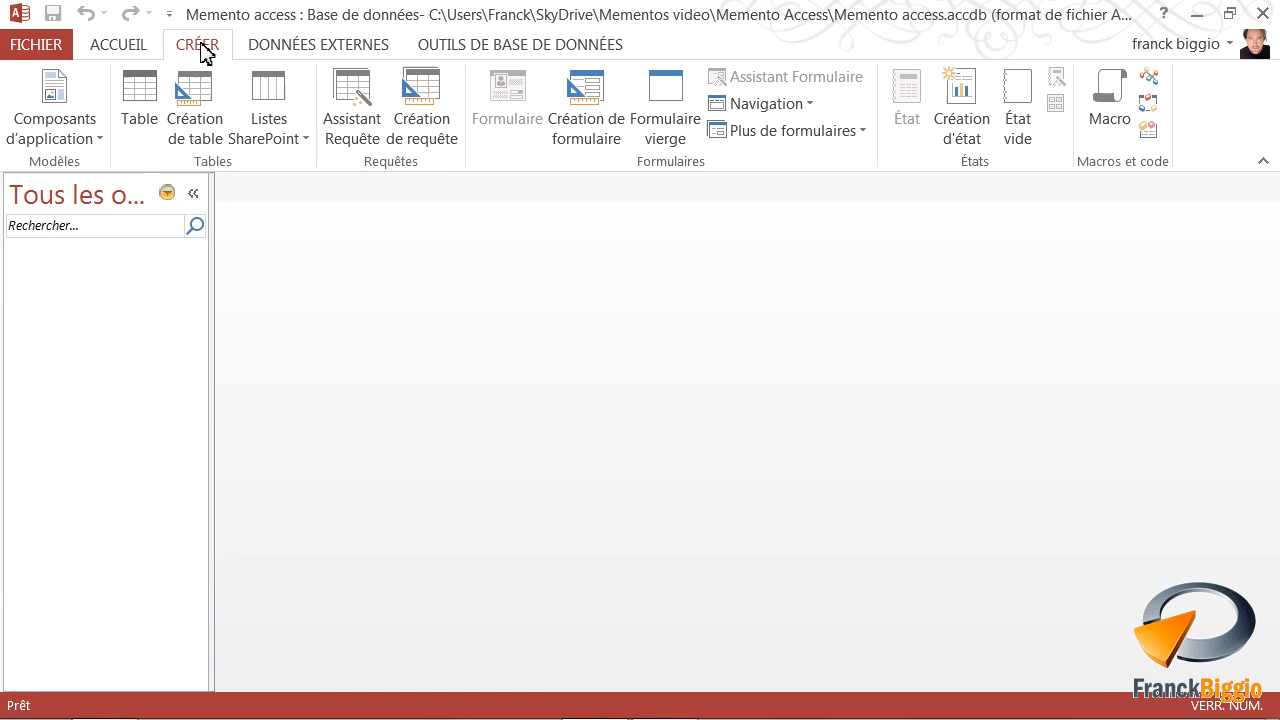 Memento access : Base de données- C:\Users\Franck\SkyDrive\Mementos video\Memento Access\Memento access.accdb (format de fichier A...
FICHIER ACCUEIL CRÉER DONNÉES EXTERNES OUTILS DE BASE DE DONNÉES franck biggio
Composants d'application
Table
Création de table
Listes SharePoint
Assistant Requête
Création de requête
Formulaire
Création de formulaire
Formulaire vierge
Assistant Formulaire
Navigation
Plus de formulaires
État
Création d'état
État vide
Macro
Modèles Tables Requêtes Formulaires États Macros et code
Tous les o...
Rechercher...
FranckBiggio
Prêt VERR. NUM.